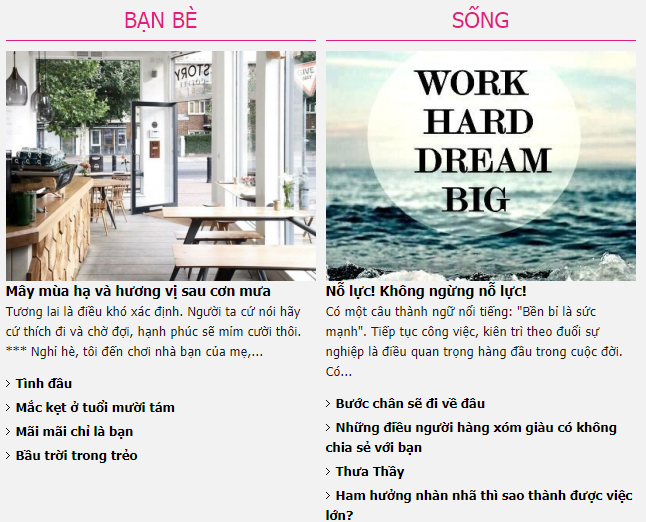 BẠN BÈ
STORY
Mây mùa hạ và hương vị sau cơn mưa
Tương lai là điều khó xác định. Người ta cứ nói hãy
cứ thích đi và chờ đợi, hạnh phúc sẽ mỉm cười thôi.
*** Nghỉ hè, tôi đến chơi nhà bạn của mẹ,...
Tình đầu
Mắc kẹt ở tuổi mười tám
Mãi mãi chỉ là bạn
Bầu trời trong trẻo
SỐNG
WORK
HARD
DREAM
BIG
Nỗ lực! Không ngừng nỗ lực!
Có một câu thành ngữ nổi tiếng: "Bền bỉ là sức
mạnh". Tiếp tục công việc, kiên trì theo đuổi sự
nghiệp là điều quan trọng hàng đầu trong cuộc đời.
Có...
Bước chân sẽ đi về đâu
Những điều người hàng xóm giàu có không
chia sẻ với bạn
Thưa Thầy
Ham hưởng nhàn nhã thì sao thành được việc
lớn?